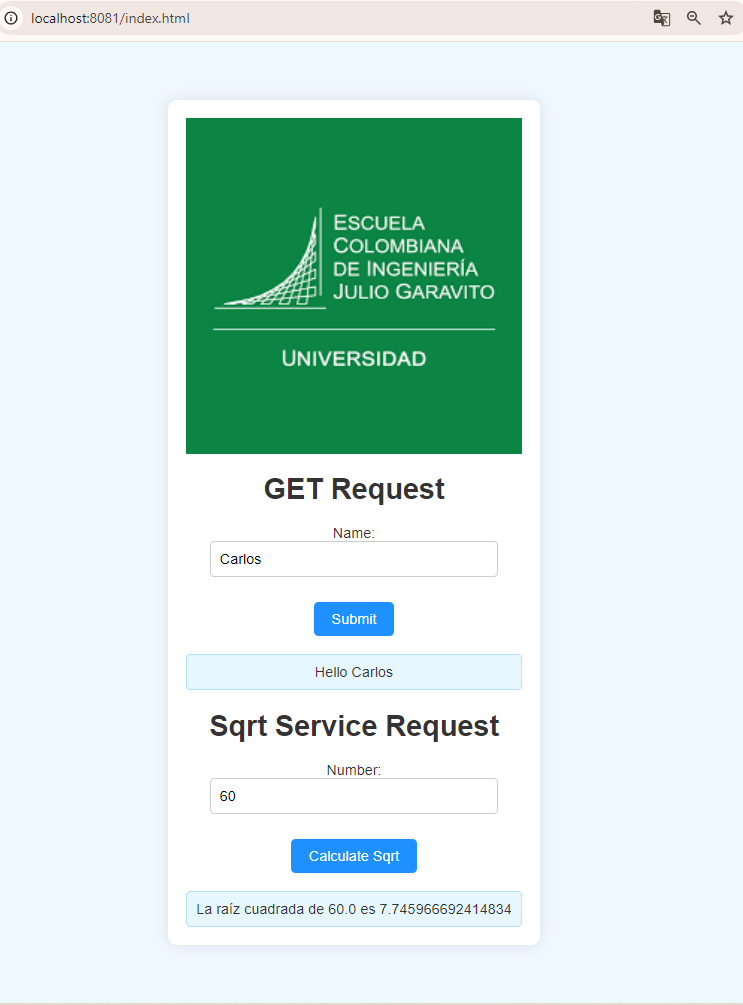 localhost:8081/index.html
ESCUELA
COLOMBIANA
DE INGENIERÍA
JULIO GARAVITO
UNIVERSIDAD
GET Request
Name:
Carlos
Submit
Hello Carlos
Sqrt Service Request
Number:
60
Calculate Sqrt
La raíz cuadrada de 60.0 es 7.745966692414834